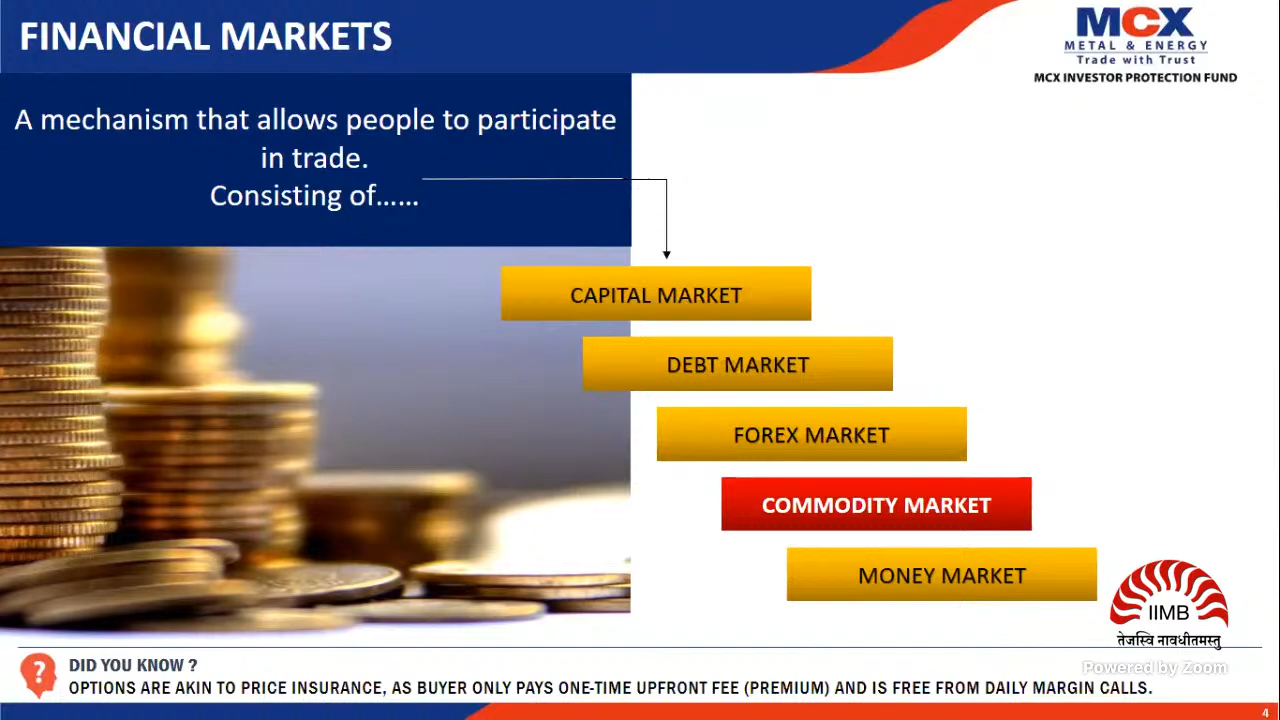 FINANCIAL MARKETS
MCX
METAL & ENERGY
Trade with Trust
MCX INVESTOR PROTECTION FUND
A mechanism that allows people to participate
in trade.
Consisting of......
CAPITAL MARKET
DEBT MARKET
FOREX MARKET
COMMODITY MARKET
MONEY MARKET
IIMB
तेजस्वि नावधीतमस्तु
Powered by Zoom
?
DID YOU KNOW ?
OPTIONS ARE AKIN TO PRICE INSURANCE, AS BUYER ONLY PAYS ONE-TIME UPFRONT FEE (PREMIUM) AND IS FREE FROM DAILY MARGIN CALLS.
4